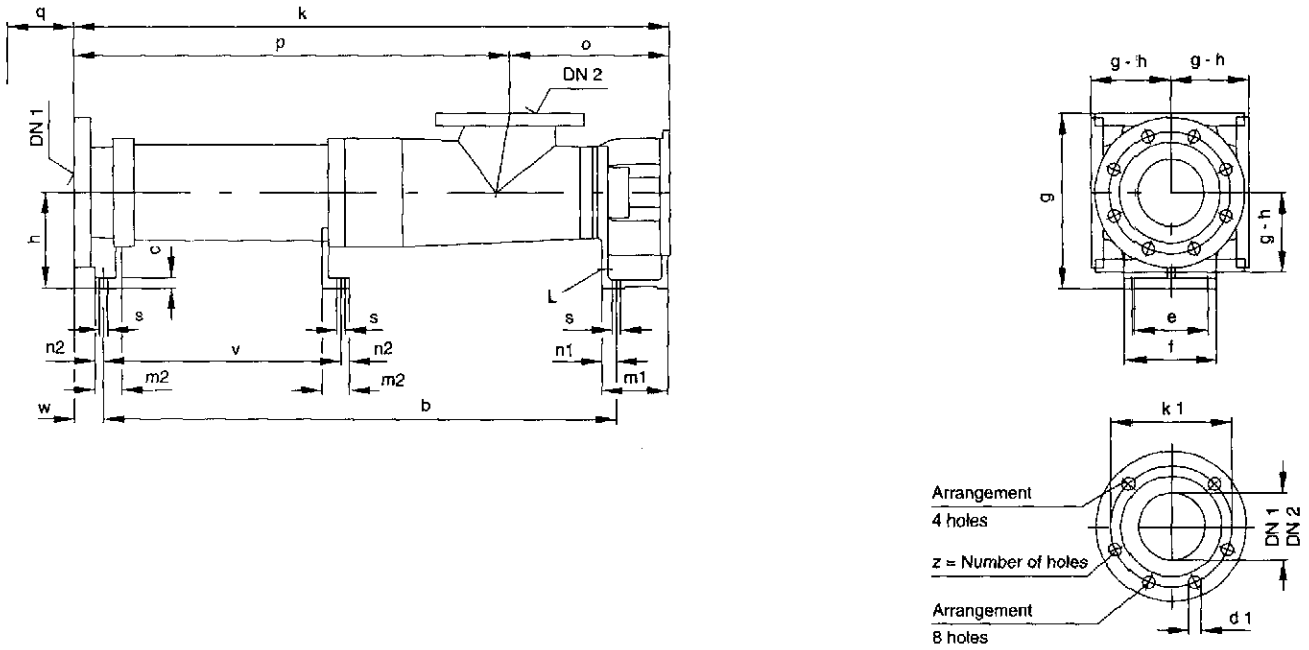 q
k
p
o
DN 2
DN 1
h
c
L
s
s
s
n2
v
n2
n1
m2
m2
m1
w
b
g - h
g - h
g
g - h
e
f
k 1
Arrangement
4 holes
z = Number of holes
Arrangement
8 holes
DN 1
DN 2
d 1